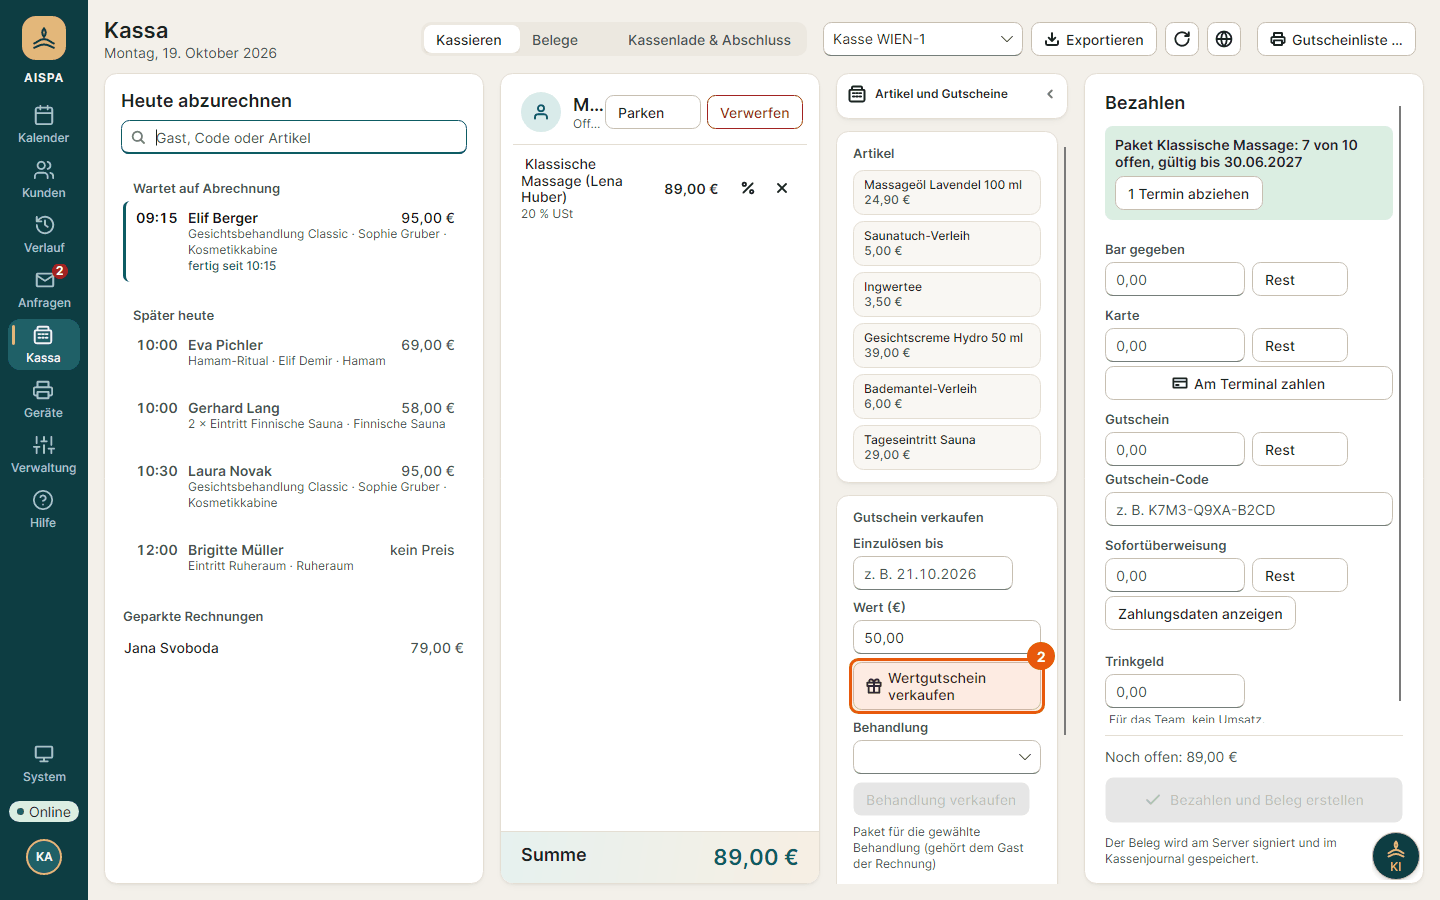 AISPA
Kalender
Kunden
Verlauf
2
Anfragen
Kassa
Geräte
Verwaltung
Hilfe
System
Online
KA
Kassa
Montag, 19. Oktober 2026
Kassieren
Belege
Kassenlade & Abschluss
Kasse WIEN-1
Exportieren
Gutscheinliste ...
Heute abzurechnen
Gast, Code oder Artikel
Wartet auf Abrechnung
09:15 Elif Berger 95,00 €
Gesichtsbehandlung Classic · Sophie Gruber ·
Kosmetikkabine
fertig seit 10:15
Später heute
10:00 Eva Pichler 69,00 €
Hamam-Ritual · Elif Demir · Hamam
10:00 Gerhard Lang 58,00 €
2 × Eintritt Finnische Sauna · Finnische Sauna
10:30 Laura Novak 95,00 €
Gesichtsbehandlung Classic · Sophie Gruber ·
Kosmetikkabine
12:00 Brigitte Müller kein Preis
Eintritt Ruheraum · Ruheraum
Geparkte Rechnungen
Jana Svoboda 79,00 €
M...
Off...
Parken
Verwerfen
Klassische
Massage (Lena
Huber)
20 % USt
89,00 €
Summe 89,00 €
Artikel und Gutscheine
Artikel
Massageöl Lavendel 100 ml
24,90 €
Saunatuch-Verleih
5,00 €
Ingwertee
3,50 €
Gesichtscreme Hydro 50 ml
39,00 €
Bademantel-Verleih
6,00 €
Tageseintritt Sauna
29,00 €
Gutschein verkaufen
Einzulösen bis
z. B. 21.10.2026
Wert (€)
50,00
2
Wertgutschein
verkaufen
Behandlung
Behandlung verkaufen
Paket für die gewählte
Behandlung (gehört dem Gast
der Rechnung)
Bezahlen
Paket Klassische Massage: 7 von 10
offen, gültig bis 30.06.2027
1 Termin abziehen
Bar gegeben
0,00 Rest
Karte
0,00 Rest
Am Terminal zahlen
Gutschein
0,00 Rest
Gutschein-Code
z. B. K7M3-Q9XA-B2CD
Sofortüberweisung
0,00 Rest
Zahlungsdaten anzeigen
Trinkgeld
0,00
Für das Team, kein Umsatz.
Noch offen: 89,00 €
Bezahlen und Beleg erstellen
Der Beleg wird am Server signiert und im
Kassenjournal gespeichert.
KI